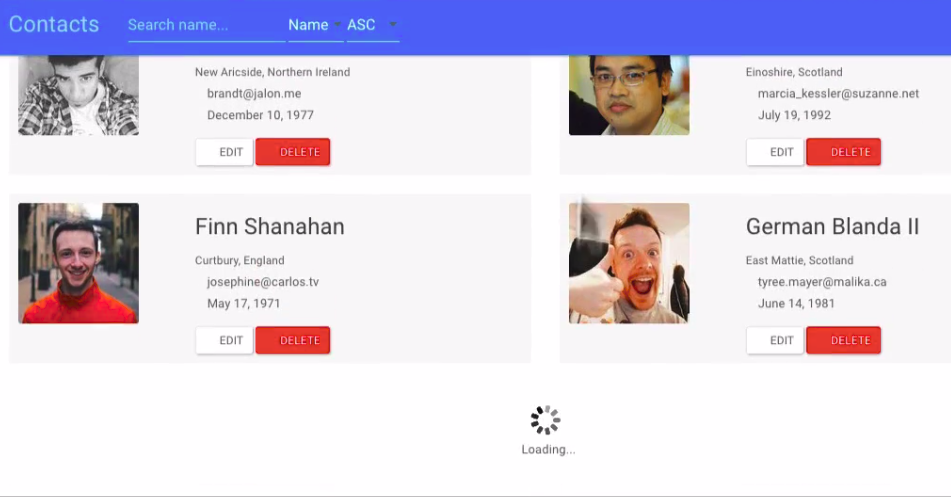 Contacts Search name... Name ASC
New Aricside, Northern Ireland
brandt@jalon.me
December 10, 1977
EDIT DELETE
Einoshire, Scotland
marcia_kessler@suzanne.net
July 19, 1992
EDIT DELETE
Finn Shanahan
Curtbury, England
josephine@carlos.tv
May 17, 1971
EDIT DELETE
German Blanda II
East Mattie, Scotland
tyree.mayer@malika.ca
June 14, 1981
EDIT DELETE
Loading...